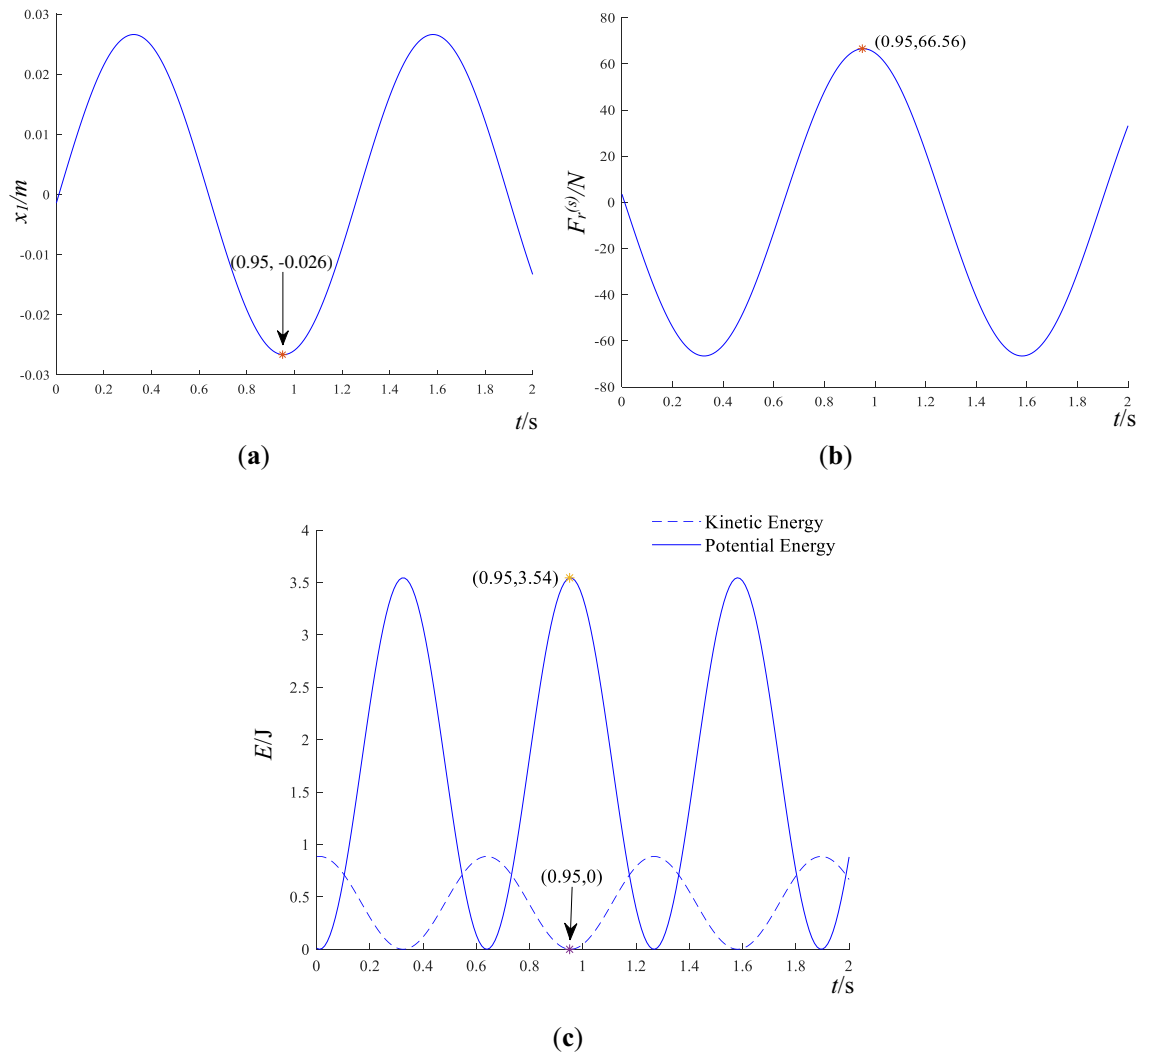 0.03
0.02
0.01
0
-0.01
-0.02
-0.03
x1/m
(0.95, -0.026)
0 0.2 0.4 0.6 0.8 1 1.2 1.4 1.6 1.8 2
t/s
(a)
80
60
40
20
0
-20
-40
-60
-80
Fr(s)/N
(0.95,66.56)
0 0.2 0.4 0.6 0.8 1 1.2 1.4 1.6 1.8 2
t/s
(b)
Kinetic Energy
Potential Energy
4
3.5
3
2.5
2
1.5
1
0.5
0
E/J
(0.95,3.54)
(0.95,0)
0 0.2 0.4 0.6 0.8 1 1.2 1.4 1.6 1.8 2
t/s
(c)